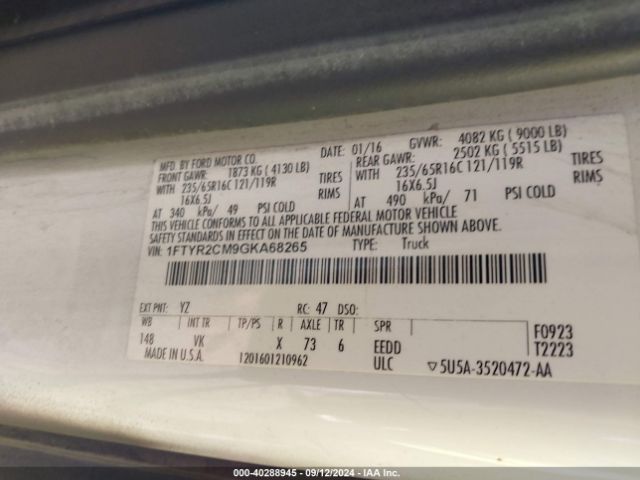 MFD. BY FORD MOTOR CO.
DATE: 01/16 GVWR: 4082 KG ( 9000 LB)
FRONT GAWR: 1873 KG ( 4130 LB) REAR GAWR: 2502 KG ( 5515 LB)
WITH 235/65R16C 121/119R TIRES WITH 235/65R16C 121/119R TIRES
16X6.5J RIMS 16X6.5J RIMS
AT 340 kPa/ 49 PSI COLD AT 490 kPa/ 71 PSI COLD
THIS VEHICLE CONFORMS TO ALL APPLICABLE FEDERAL MOTOR VEHICLE
SAFETY STANDARDS IN EFFECT ON THE DATE OF MANUFACTURE SHOWN ABOVE.
VIN: 1FTYR2CM9GKA68265 TYPE: Truck
EXT PNT: YZ RC: 47 DSO:
WB INT TR TP/PS R AXLE TR SPR F0923
148 VK X 73 6 EEDD T2223
MADE IN U.S.A. 1201601210962 ULC ▽5U5A-3520472-AA
000-40288945 - 09/12/2024 - IAAI.com